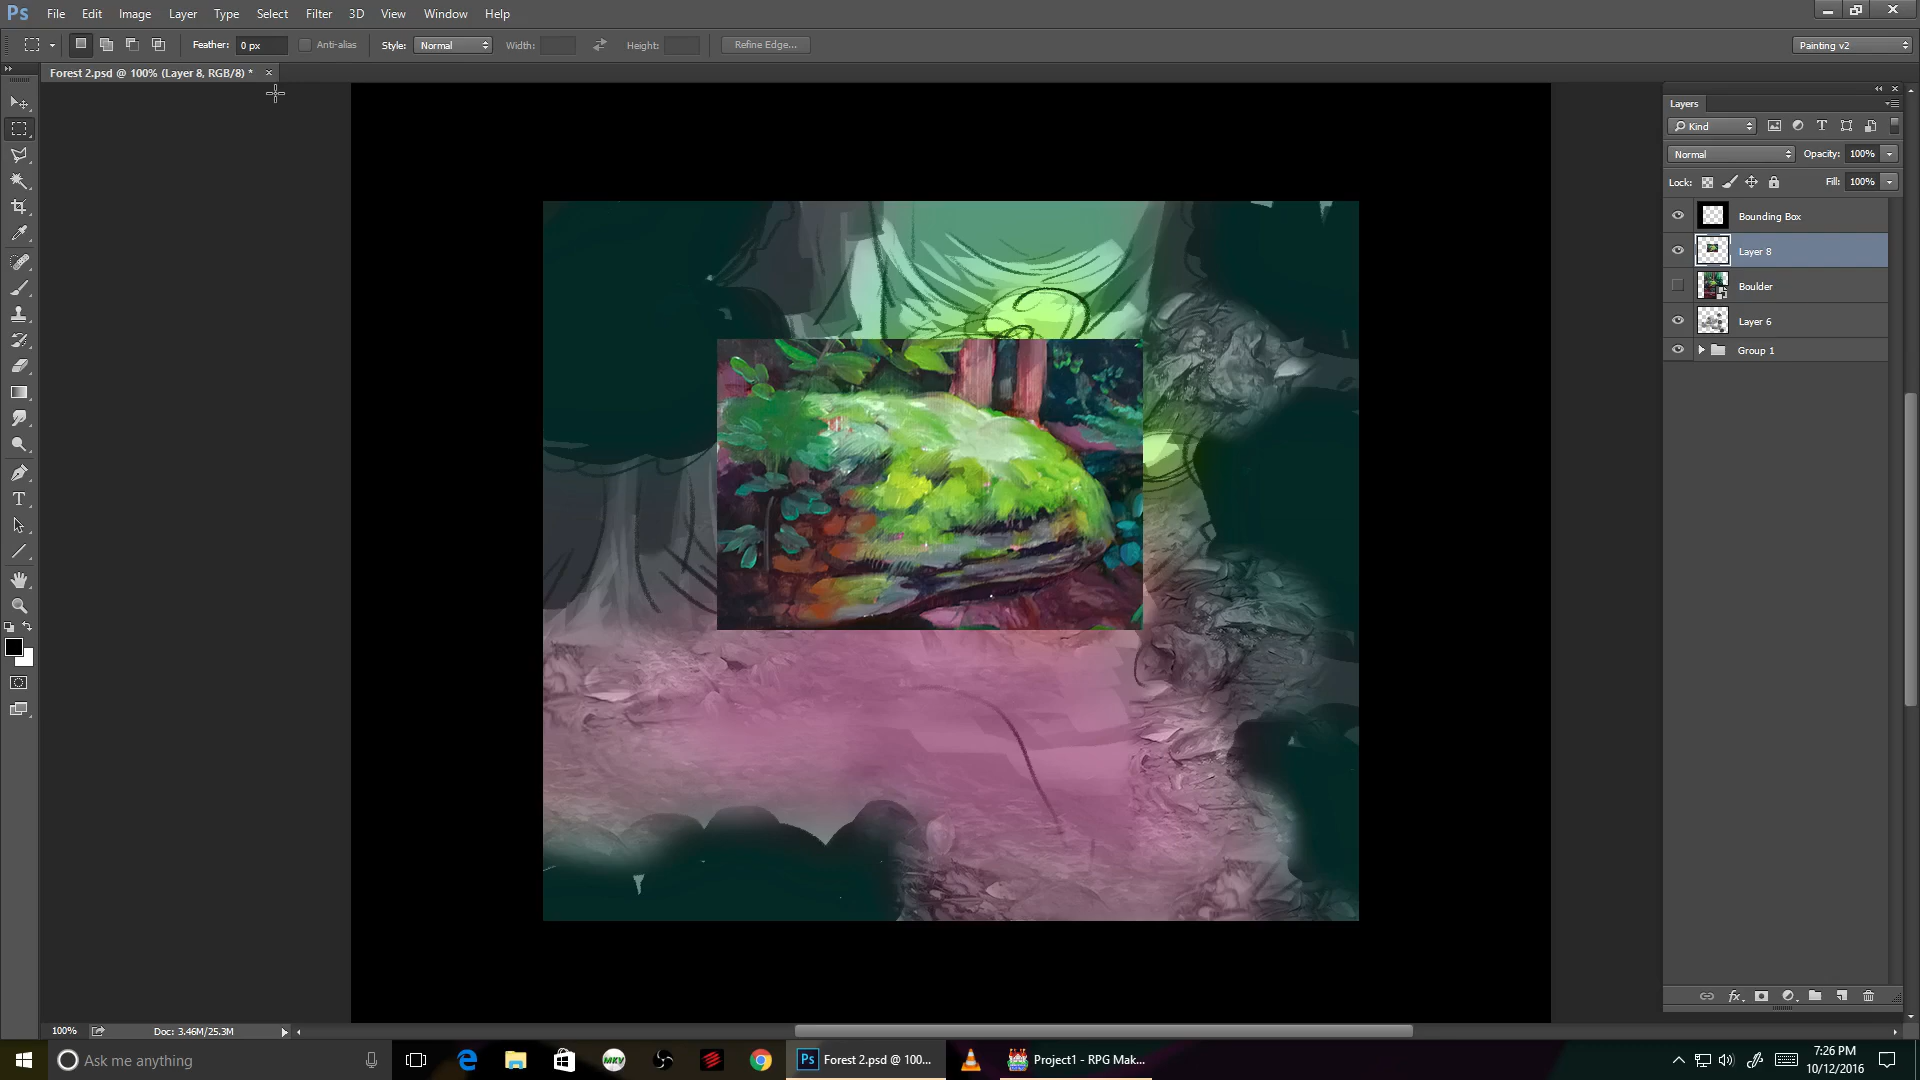 Ps File Edit Image Layer Type Select Filter 3D View Window Help
Feather: 0 px Anti-alias Style: Normal Width: Height: Refine Edge... Painting v2
Forest 2.psd @ 100% (Layer 8, RGB/8) * ×
Layers
Kind
Normal Opacity: 100%
Lock: Fill: 100%
Bounding Box
Layer 8
Boulder
Layer 6
Group 1
100% Doc: 3.46M/25.3M
Ask me anything MKV Ps Forest 2.psd @ 100... Project1 - RPG Mak...
7:26 PM
10/12/2016